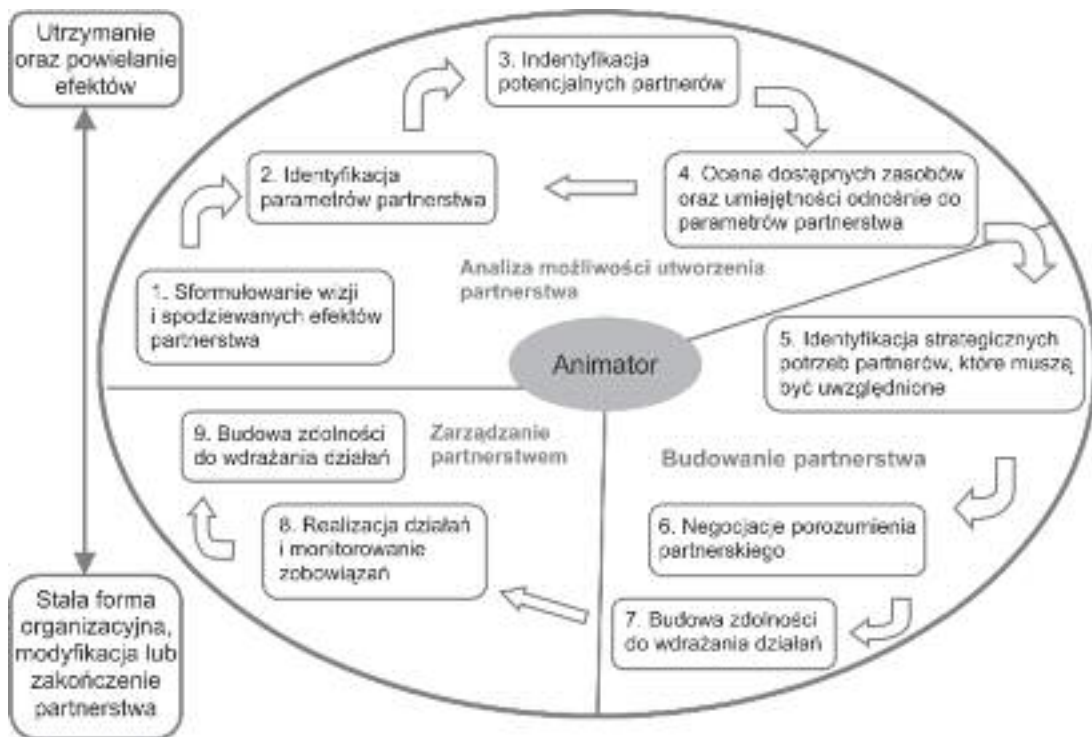 Utrzymanie
oraz powielanie
efektów
3. Indentyfikacja
potencjalnych partnerów
2. Identyfikacja
parametrów partnerstwa
4. Ocena dostępnych zasobów
oraz umiejętności odnośnie do
parametrów partnerstwa
Analiza możliwości utworzenia
partnerstwa
1. Sformułowanie wizji
i spodziewanych efektów
partnerstwa
Animator
5. Identyfikacja strategicznych
potrzeb partnerów, które muszą
być uwzględnione
9. Budowa zdolności
do wdrażania działań
Zarządzanie
partnerstwem
Budowanie partnerstwa
8. Realizacja działań
i monitorowanie
zobowiązań
6. Negocjacje porozumienia
partnerskiego
7. Budowa zdolności
do wdrażania działań
Stała forma
organizacyjna,
modyfikacja lub
zakończenie
partnerstwa